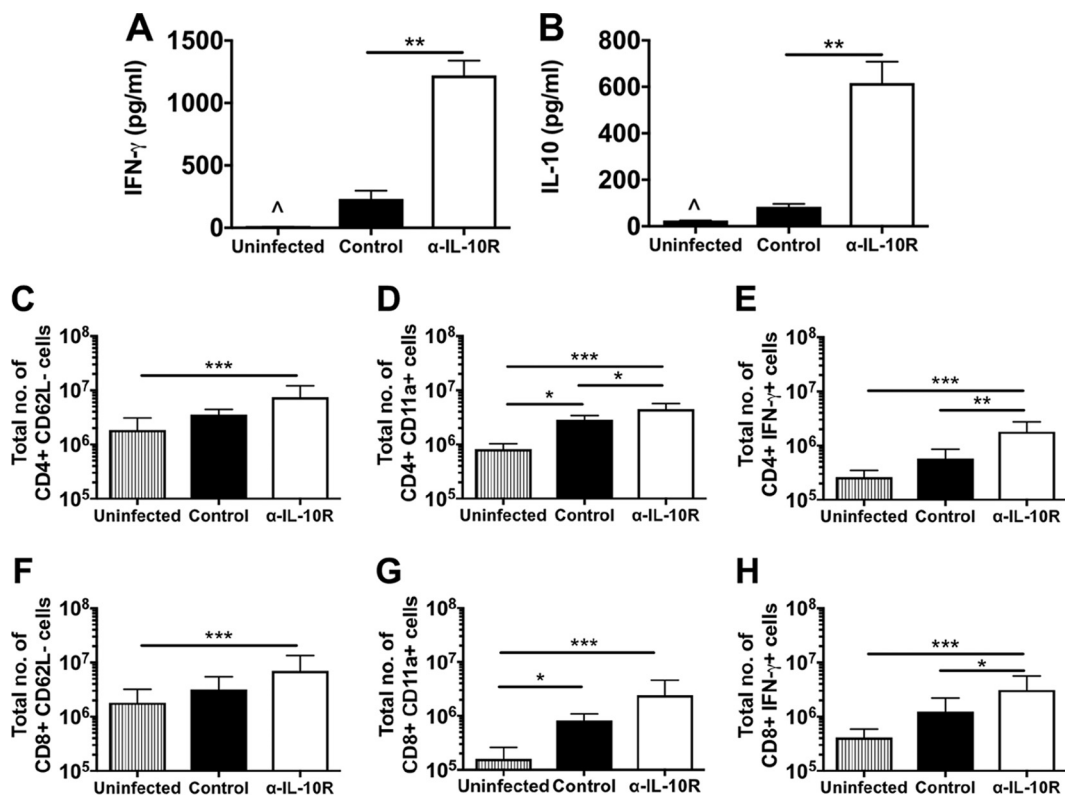 A
IFN-γ (pg/ml)
1500
1000
500
0
**
^
Uninfected Control α-IL-10R
B
IL-10 (pg/ml)
800
600
400
200
0
**
^
Uninfected Control α-IL-10R
C
Total no. of
CD4+ CD62L- cells
10⁸
10⁷
10⁶
10⁵
***
Uninfected Control α-IL-10R
D
Total no. of
CD4+ CD11a+ cells
10⁸
10⁷
10⁶
10⁵
***
*
*
Uninfected Control α-IL-10R
E
Total no. of
CD4+ IFN-γ+ cells
10⁸
10⁷
10⁶
10⁵
***
**
Uninfected Control α-IL-10R
F
Total no. of
CD8+ CD62L- cells
10⁸
10⁷
10⁶
10⁵
***
Uninfected Control α-IL-10R
G
Total no. of
CD8+ CD11a+ cells
10⁸
10⁷
10⁶
10⁵
***
*
Uninfected Control α-IL-10R
H
Total no. of
CD8+ IFN-γ+ cells
10⁸
10⁷
10⁶
10⁵
***
*
Uninfected Control α-IL-10R